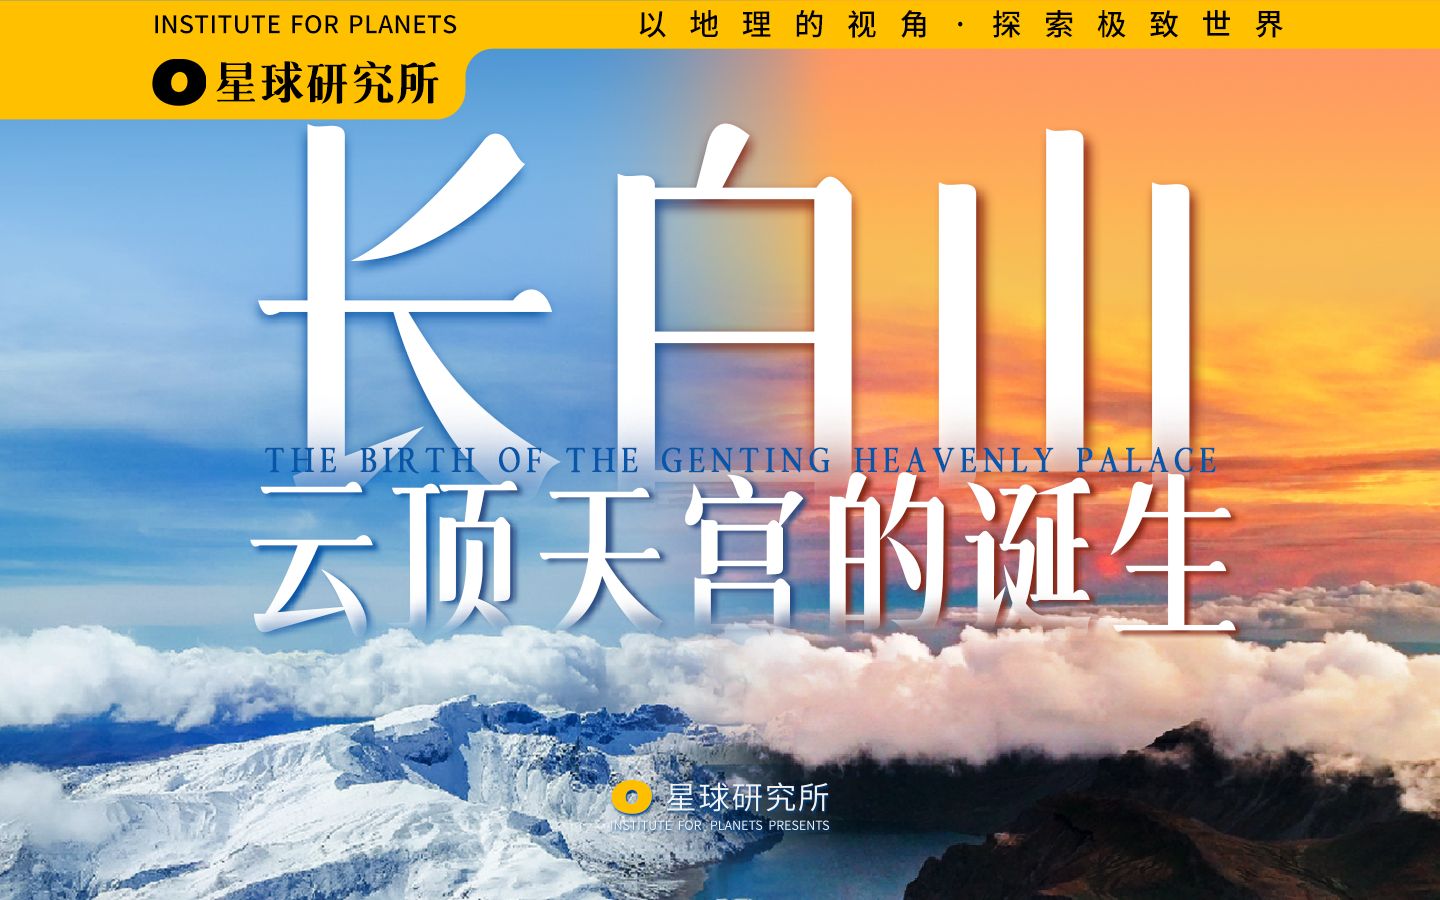 INSTITUTE FOR PLANETS
以地理的视角·探索极致世界
星球研究所
长白山
THE BIRTH OF THE GENTING HEAVENLY PALACE
云顶天宫的诞生
星球研究所
INSTITUTE FOR PLANETS PRESENTS